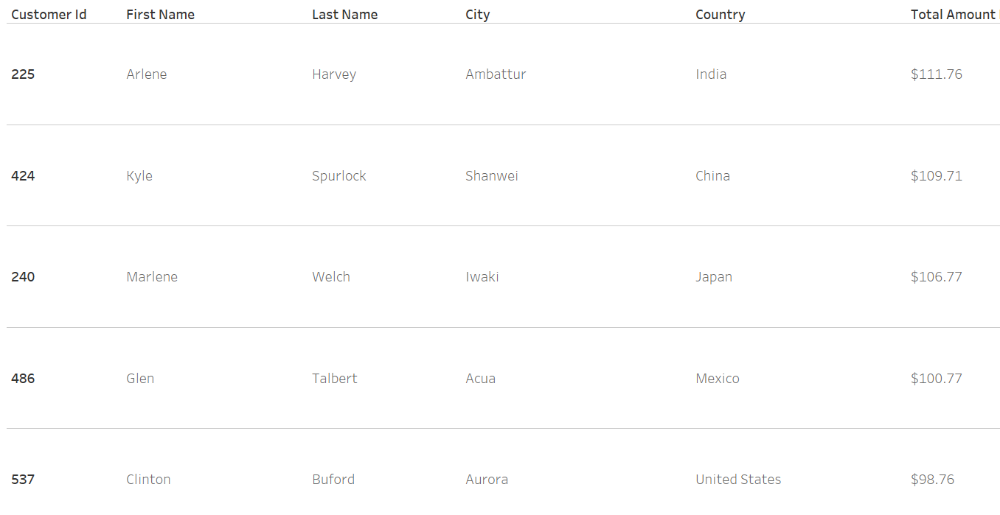 Customer Id First Name Last Name City Country Total Amount
225 Arlene Harvey Ambattur India $111.76
424 Kyle Spurlock Shanwei China $109.71
240 Marlene Welch Iwaki Japan $106.77
486 Glen Talbert Acua Mexico $100.77
537 Clinton Buford Aurora United States $98.76